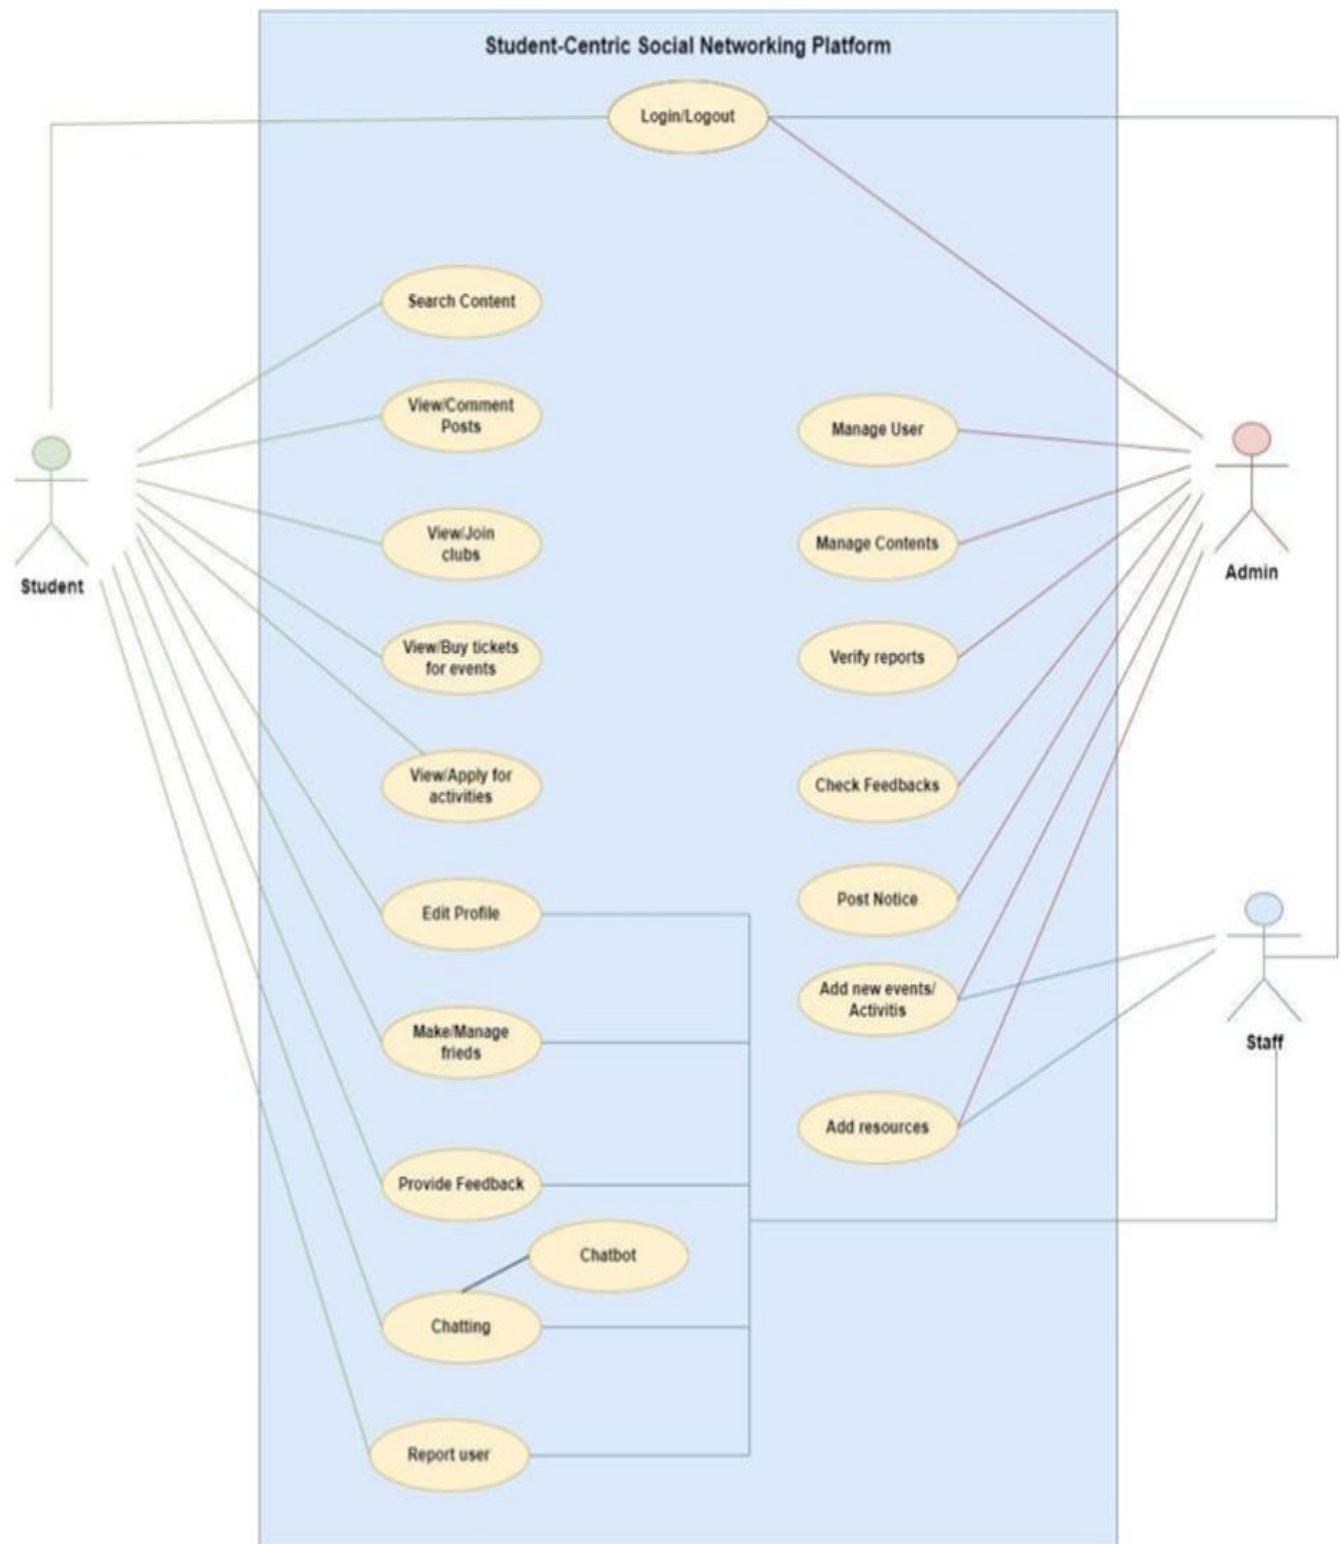 Student-Centric Social Networking Platform
Login/Logout
Search Content
View/Comment
Posts
Manage User
View/Join
clubs
Manage Contents
Student
Admin
View/Buy tickets
for events
Verify reports
View/Apply for
activities
Check Feedbacks
Edit Profile
Post Notice
Add new events/
Activitis
Make/Manage
frieds
Staff
Add resources
Provide Feedback
Chatbot
Chatting
Report user